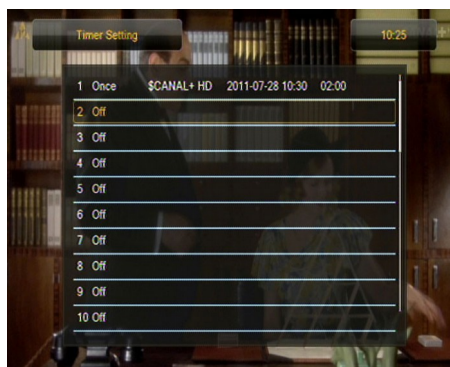 Timer Setting 10:25
1 Once $CANAL+ HD 2011-07-28 10:30 02:00
2 Off
3 Off
4 Off
5 Off
6 Off
7 Off
8 Off
9 Off
10 Off